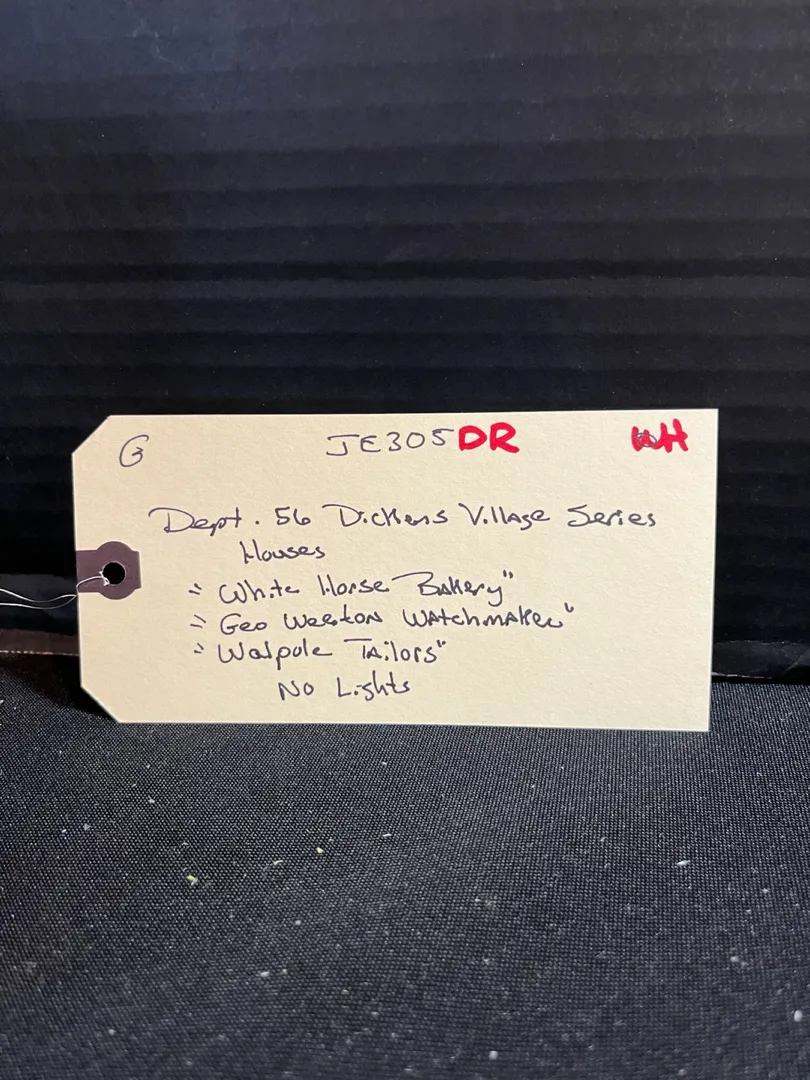 G JE305DR WH
Dept. 56 Dickens Village Series
Houses
"White Horse Bakery"
"Geo Weeton Watchmaker"
"Walpole Tailors"
No Lights